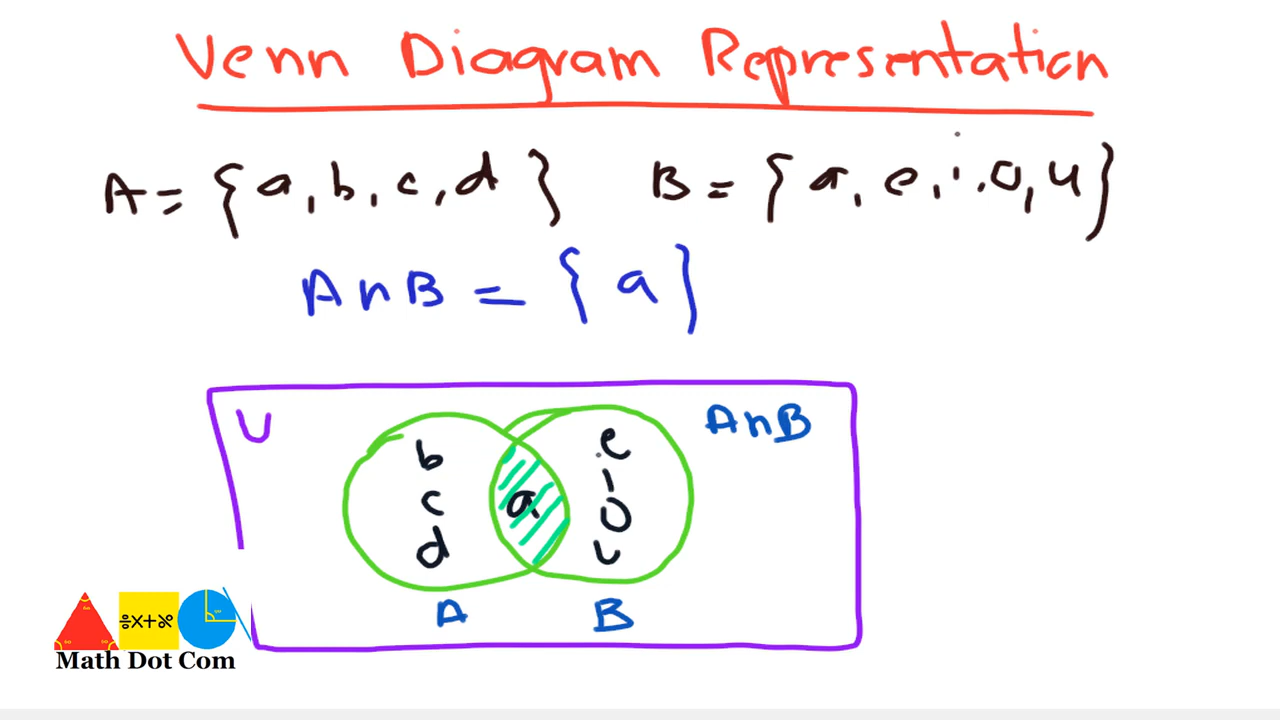 Venn Diagram Representation
A = {a, b, c, d} B = {a, e, i, o, u}
A∩B = {a}
U
A∩B
b
c
d
a
e
i
o
u
A B
÷×+%
Math Dot Com